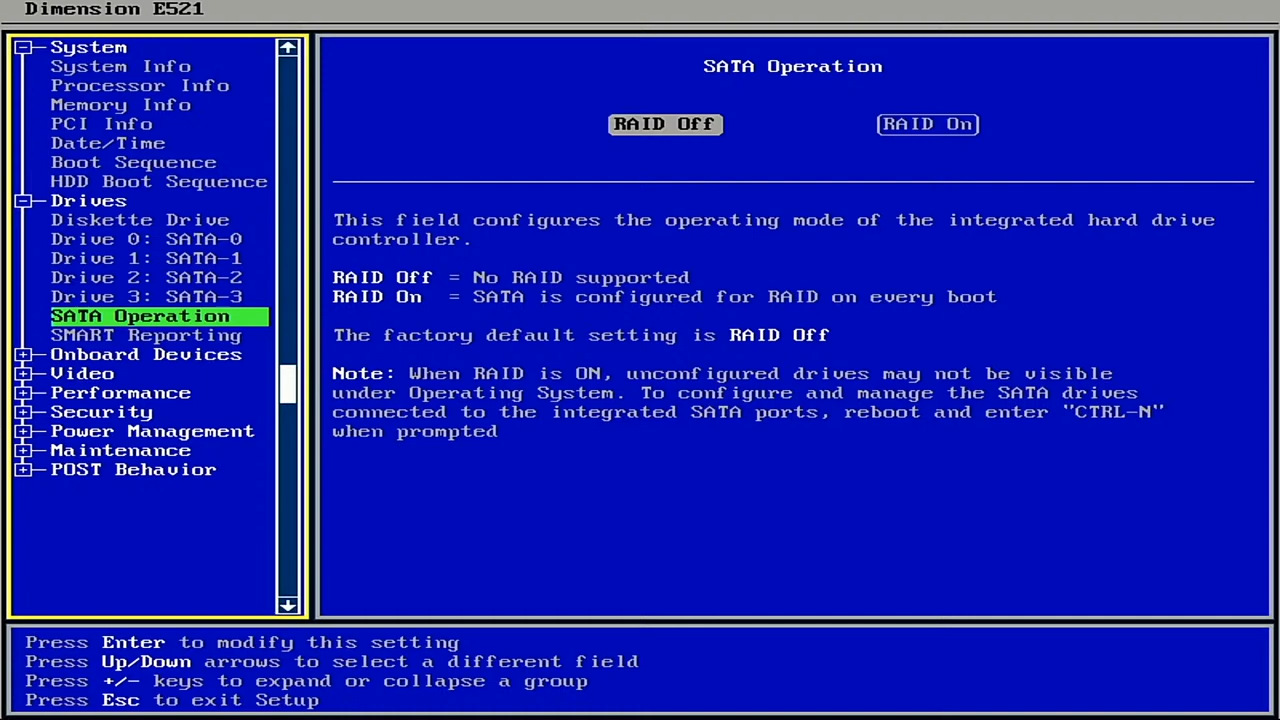 Dimension E521
System
System Info
Processor Info
Memory Info
PCI Info
Date/Time
Boot Sequence
HDD Boot Sequence
Drives
Diskette Drive
Drive 0: SATA-0
Drive 1: SATA-1
Drive 2: SATA-2
Drive 3: SATA-3
SATA Operation
SMART Reporting
Onboard Devices
Video
Performance
Security
Power Management
Maintenance
POST Behavior
SATA Operation
RAID Off RAID On
This field configures the operating mode of the integrated hard drive
controller.
RAID Off = No RAID supported
RAID On = SATA is configured for RAID on every boot
The factory default setting is RAID Off
Note: When RAID is ON, unconfigured drives may not be visible
under Operating System. To configure and manage the SATA drives
connected to the integrated SATA ports, reboot and enter "CTRL-N"
when prompted
Press Enter to modify this setting
Press Up/Down arrows to select a different field
Press +/- keys to expand or collapse a group
Press Esc to exit Setup